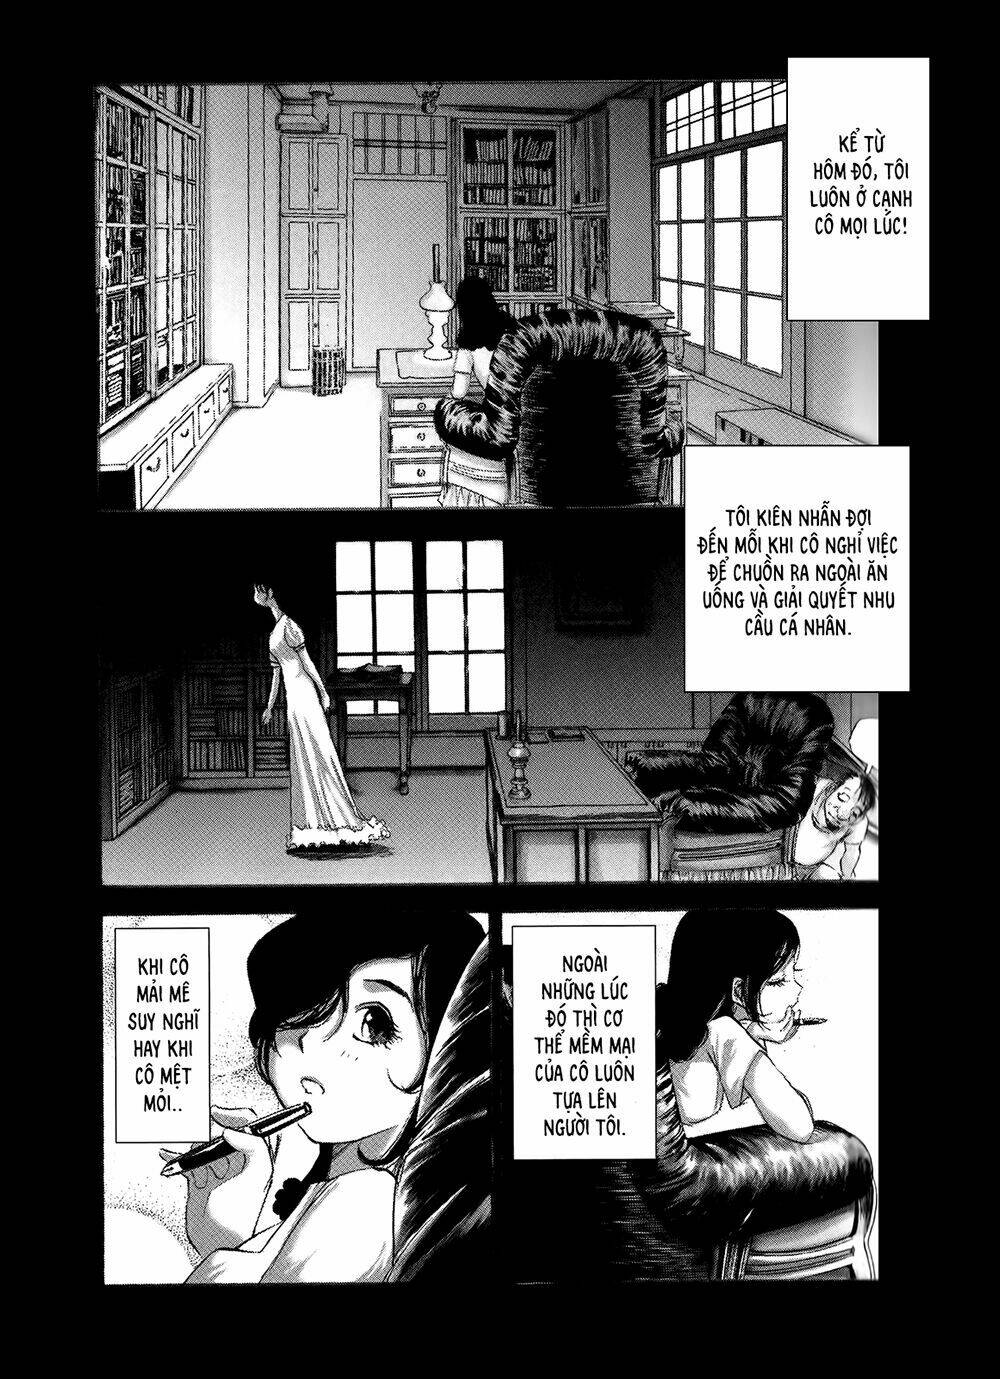 KỂ TỪ
HÔM ĐÓ, TÔI
LUÔN Ở CẠNH
CÔ MỌI LÚC!
TÔI KIÊN NHẪN ĐỢI
ĐẾN MỖI KHI CÔ NGHỈ VIỆC
ĐỂ CHUỒN RA NGOÀI ĂN
UỐNG VÀ GIẢI QUYẾT NHU
CẦU CÁ NHÂN.
NGOÀI
NHỮNG LÚC
ĐÓ THÌ CƠ
THỂ MỀM MẠI
CỦA CÔ LUÔN
TỰA LÊN
NGƯỜI TÔI.
KHI CÔ
MẢI MÊ
SUY NGHĨ
HAY KHI
CÔ MỆT
MỎI..